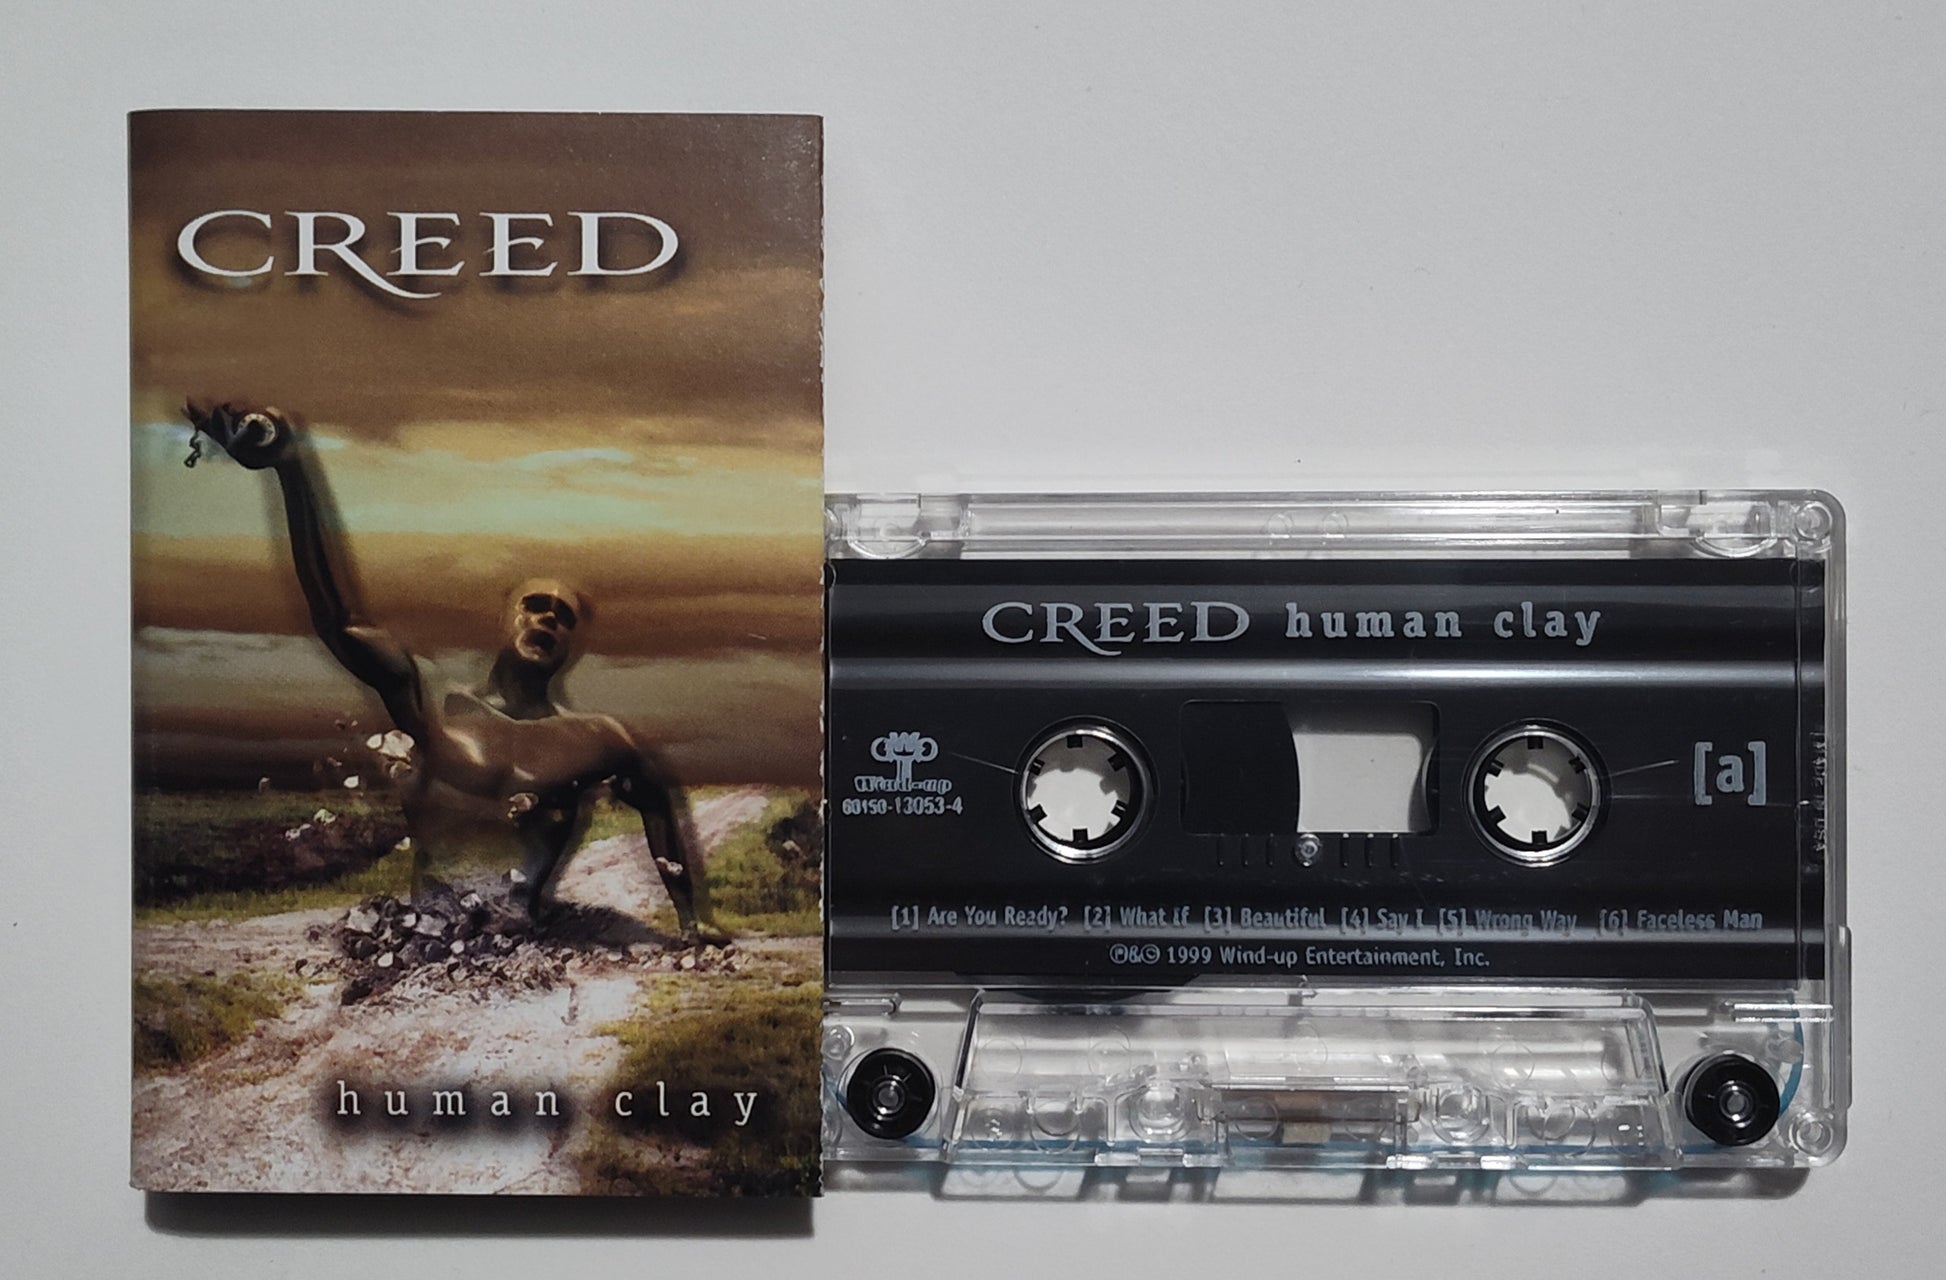 CREED
human clay
CREED human clay
Wind-up
60150-13053-4
[a]
[1] Are You Ready? [2] What If [3] Beautiful [4] Say I [5] Wrong Way [6] Faceless Man
℗&© 1999 Wind-up Entertainment, Inc.